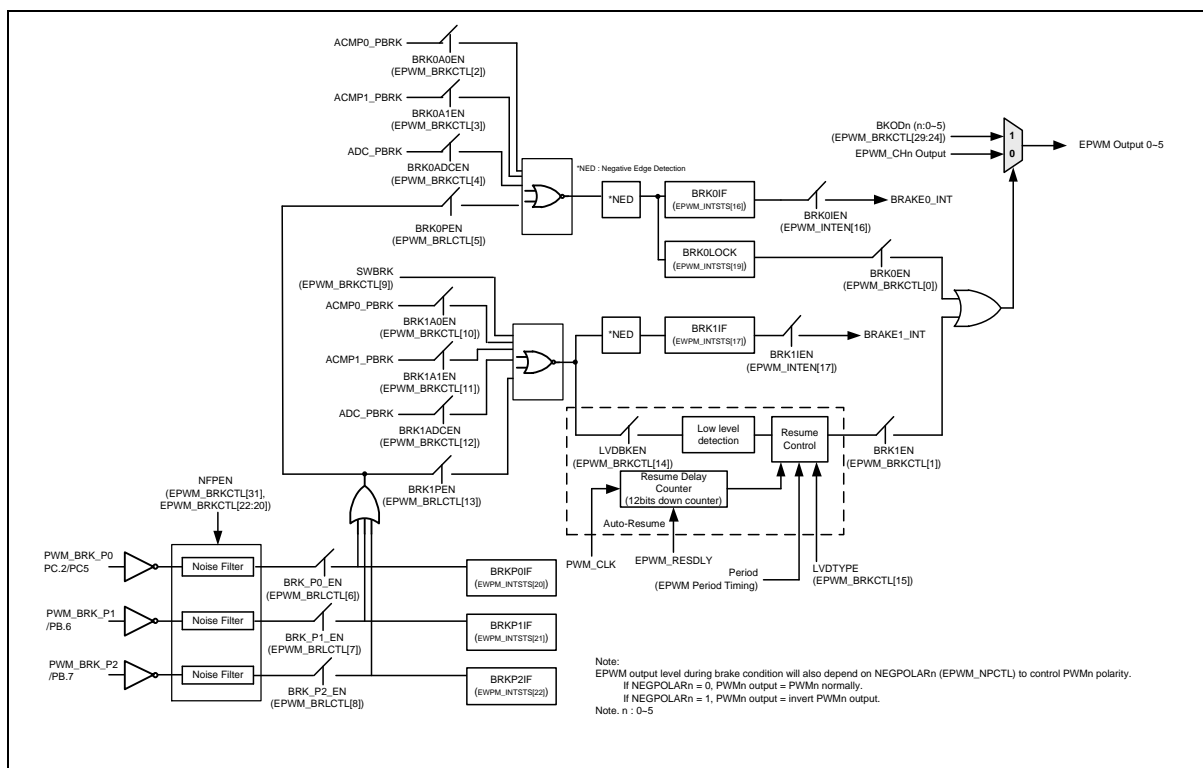 ACMP0_PBRK
BRK0A0EN
(EPWM_BRKCTL[2])
ACMP1_PBRK
BRK0A1EN
(EPWM_BRKCTL[3])
ADC_PBRK
BRK0ADCEN
(EPWM_BRKCTL[4])
BRK0PEN
(EPWM_BRLCTL[5])
*NED : Negative Edge Detection
*NED
BRK0IF
(EPWM_INTSTS[16])
BRK0IEN
(EPWM_INTEN[16])
BRAKE0_INT
BRK0LOCK
(EPWM_INTSTS[19])
BRK0EN
(EPWM_BRKCTL[0])
BKODn (n:0~5)
(EPWM_BRKCTL[29:24])
EPWM_CHn Output
1
0
EPWM Output 0~5
SWBRK
(EPWM_BRKCTL[9])
ACMP0_PBRK
BRK1A0EN
(EPWM_BRKCTL[10])
ACMP1_PBRK
BRK1A1EN
(EPWM_BRKCTL[11])
ADC_PBRK
BRK1ADCEN
(EPWM_BRKCTL[12])
BRK1PEN
(EPWM_BRLCTL[13])
*NED
BRK1IF
(EWPM_INTSTS[17])
BRK1IEN
(EPWM_INTEN[17])
BRAKE1_INT
LVDBKEN
(EPWM_BRKCTL[14])
Low level
detection
Resume
Control
BRK1EN
(EPWM_BRKCTL[1])
Resume Delay
Counter
(12bits down counter)
Auto-Resume
PWM_CLK
EPWM_RESDLY
Period
(EPWM Period Timing)
LVDTYPE
(EPWM_BRKCTL[15])
NFPEN
(EPWM_BRKCTL[31],
EPWM_BRKCTL[22:20])
PWM_BRK_P0
PC.2/PC5
Noise Filter
BRK_P0_EN
(EPWM_BRLCTL[6])
BRKP0IF
(EWPM_INTSTS[20])
PWM_BRK_P1
/PB.6
Noise Filter
BRK_P1_EN
(EPWM_BRLCTL[7])
BRKP1IF
(EWPM_INTSTS[21])
PWM_BRK_P2
/PB.7
Noise Filter
BRK_P2_EN
(EPWM_BRLCTL[8])
BRKP2IF
(EWPM_INTSTS[22])
Note:
EPWM output level during brake condition will also depend on NEGPOLARn (EPWM_NPCTL) to control PWMn polarity.
If NEGPOLARn = 0, PWMn output = PWMn normally.
If NEGPOLARn = 1, PWMn output = invert PWMn output.
Note. n : 0~5